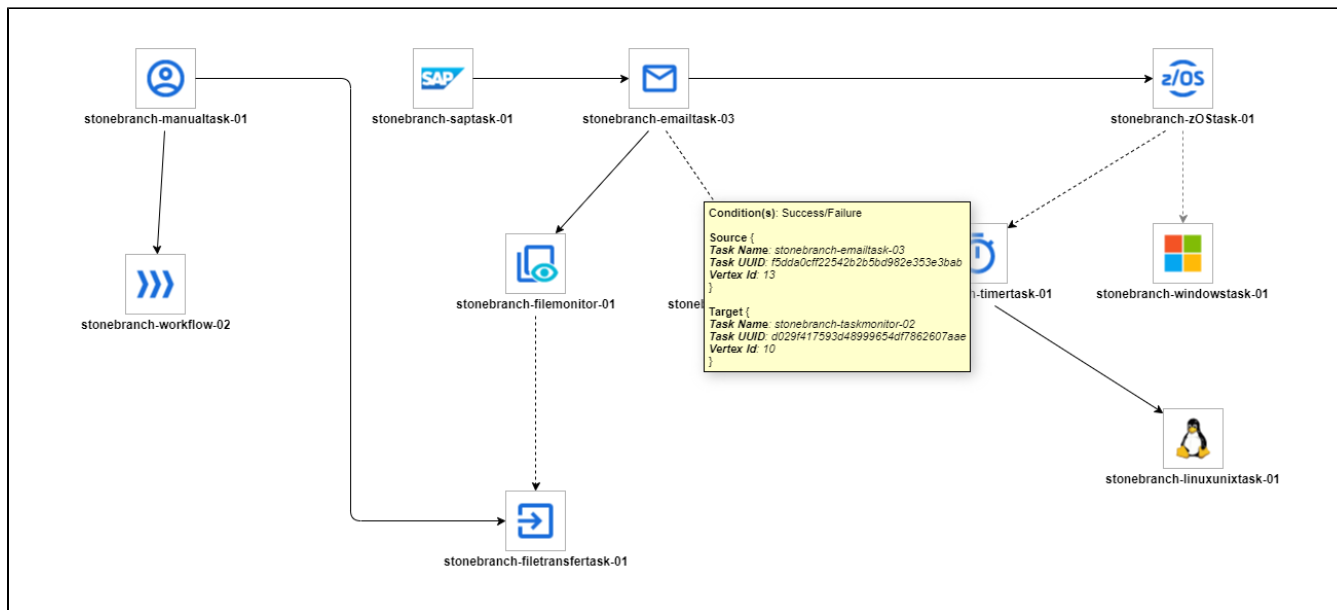 SAP
z/OS
stonebranch-manualtask-01
stonebranch-saptask-01
stonebranch-emailtask-03
stonebranch-zOStask-01
Condition(s): Success/Failure
Source {
Task Name: stonebranch-emailtask-03
Task UUID: f5dda0cff22542b2b5bd982e353e3bab
Vertex Id: 13
}
Target {
Task Name: stonebranch-taskmonitor-02
Task UUID: d029f417593d48999654df7862607aae
Vertex Id: 10
}
stonebranch-filemonitor-01
stoneb
n-timertask-01
stonebranch-windowstask-01
stonebranch-workflow-02
stonebranch-linuxunixtask-01
stonebranch-filetransfertask-01